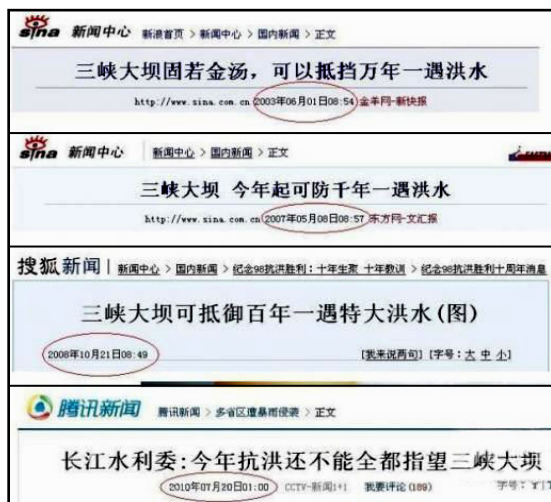 sina 新闻中心 新浪首页 > 新闻中心 > 国内新闻 > 正文
三峡大坝固若金汤，可以抵挡万年一遇洪水
http://www.sina.com.cn 2003年06月01日08:54 金羊网-新快报
sina 新闻中心 新闻中心 > 国内新闻 > 正文
三峡大坝 今年起可防千年一遇洪水
http://www.sina.com.cn 2007年05月08日08:57 东方网-文汇报
搜狐新闻 | 新闻中心 > 国内新闻 > 纪念98抗洪胜利：十年生聚 十年教训 > 纪念98抗洪胜利十周年消息
三峡大坝可抵御百年一遇特大洪水(图)
2008年10月21日08:49 [我来说两句] [字号：大 中 小]
腾讯新闻 腾讯新闻 > 多省区遭暴雨侵袭 > 正文
长江水利委:今年抗洪还不能全都指望三峡大坝
2010年07月20日01:00 CCTV-新闻1+1 我要评论(189) 字号：